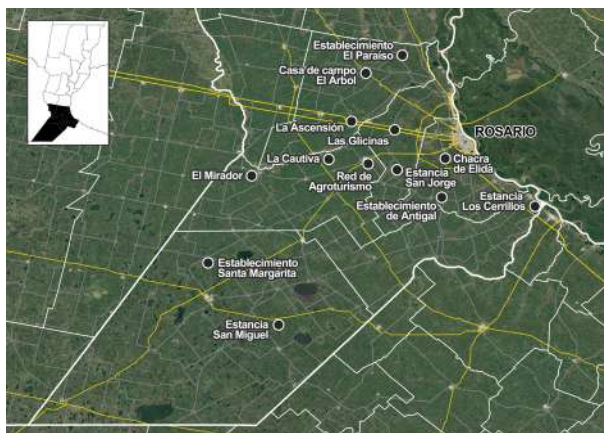 Establecimiento
El Paraíso
Casa de campo
El Árbol
La Ascensión
Las Glicinas
ROSARIO
La Cautiva
Chacra
de Elida
El Mirador
Red de
Agroturismo
Estancia
San Jorge
Establecimiento
de Antigal
Estancia
Los Cerrillos
Establecimiento
Santa Margarita
Estancia
San Miguel